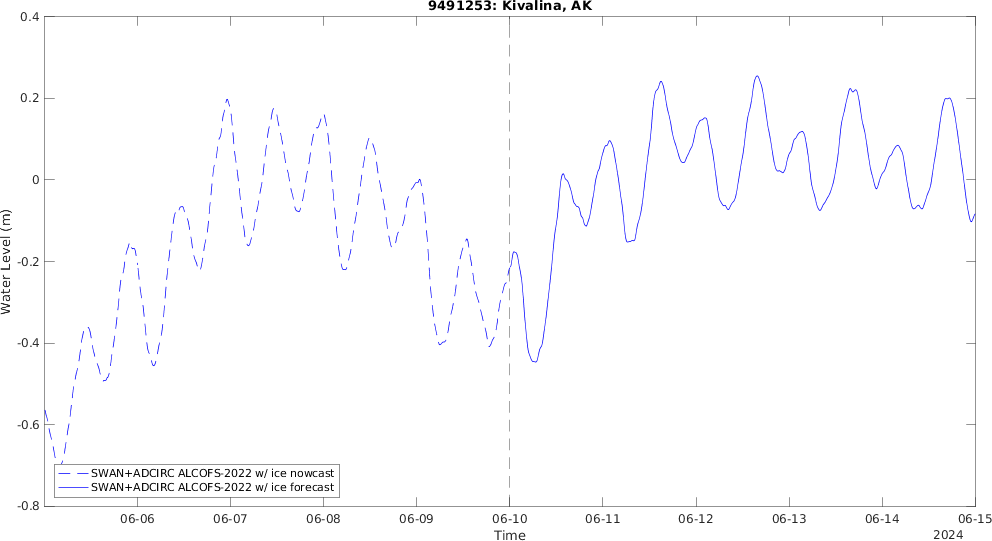 9491253: Kivalina, AK
0.4
0.2
0
-0.2
-0.4
-0.6
-0.8
Water Level (m)
SWAN+ADCIRC ALCOFS-2022 w/ ice nowcast
SWAN+ADCIRC ALCOFS-2022 w/ ice forecast
06-06 06-07 06-08 06-09 06-10 06-11 06-12 06-13 06-14 06-15
Time
2024